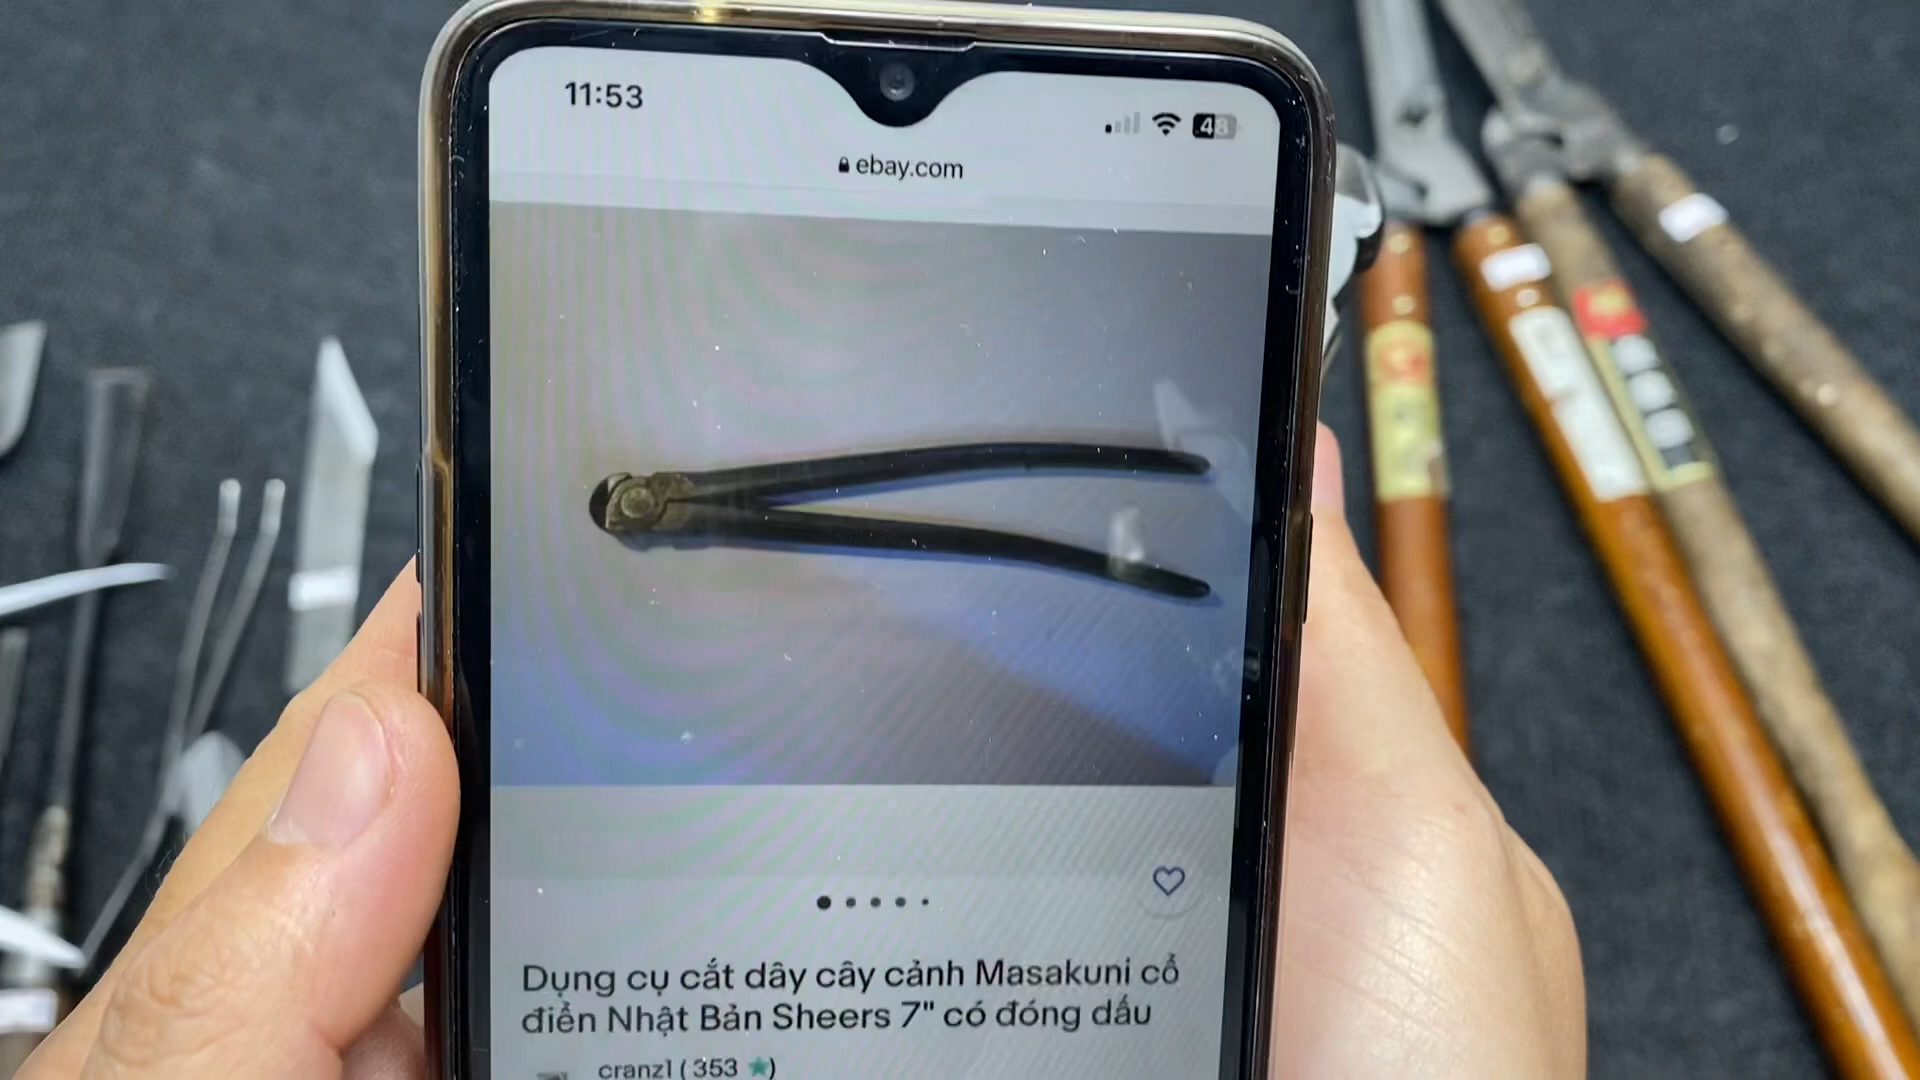 11:53
48
ebay.com
Dụng cụ cắt dây cây cảnh Masakuni cổ
điển Nhật Bản Sheers 7" có đóng dấu
cranz1 (353 ★)